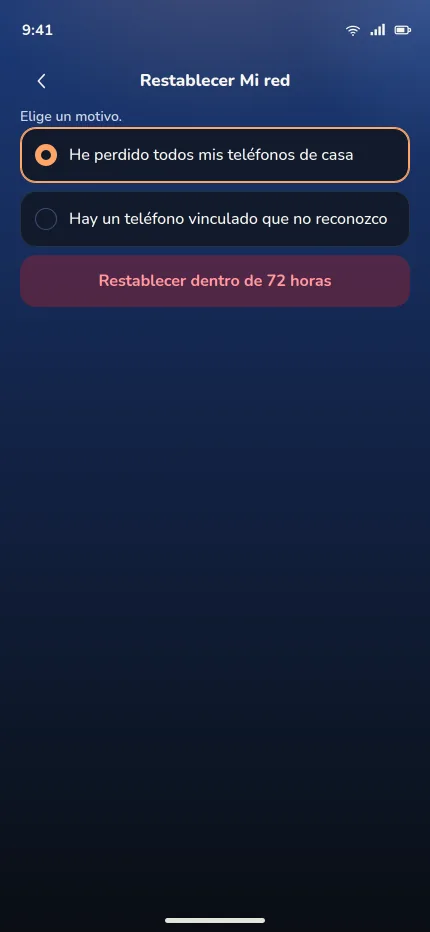 9:41
Restablecer Mi red
Elige un motivo.
He perdido todos mis teléfonos de casa
Hay un teléfono vinculado que no reconozco
Restablecer dentro de 72 horas